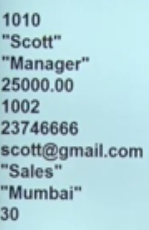 1010
"Scott"
"Manager"
25000.00
1002
23746666
scott@gmail.com
"Sales"
"Mumbai"
30